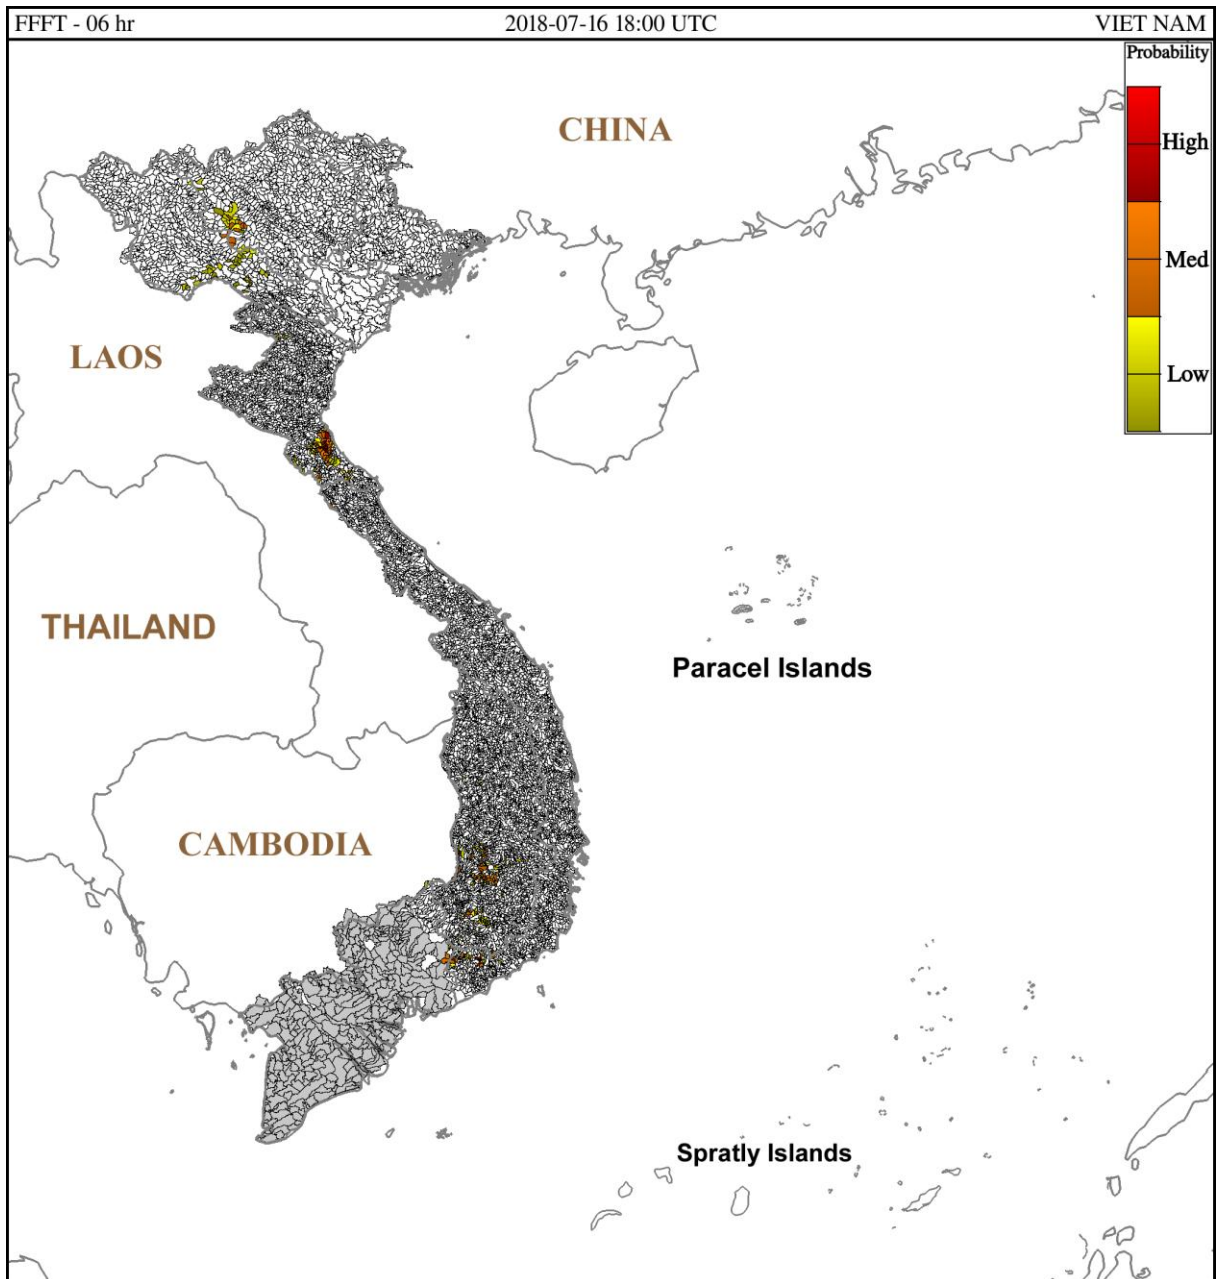 FFFT - 06 hr
2018-07-16 18:00 UTC
VIET NAM
Probability
CHINA
High
Med
LAOS
Low
THAILAND
Paracel Islands
CAMBODIA
Spratly Islands